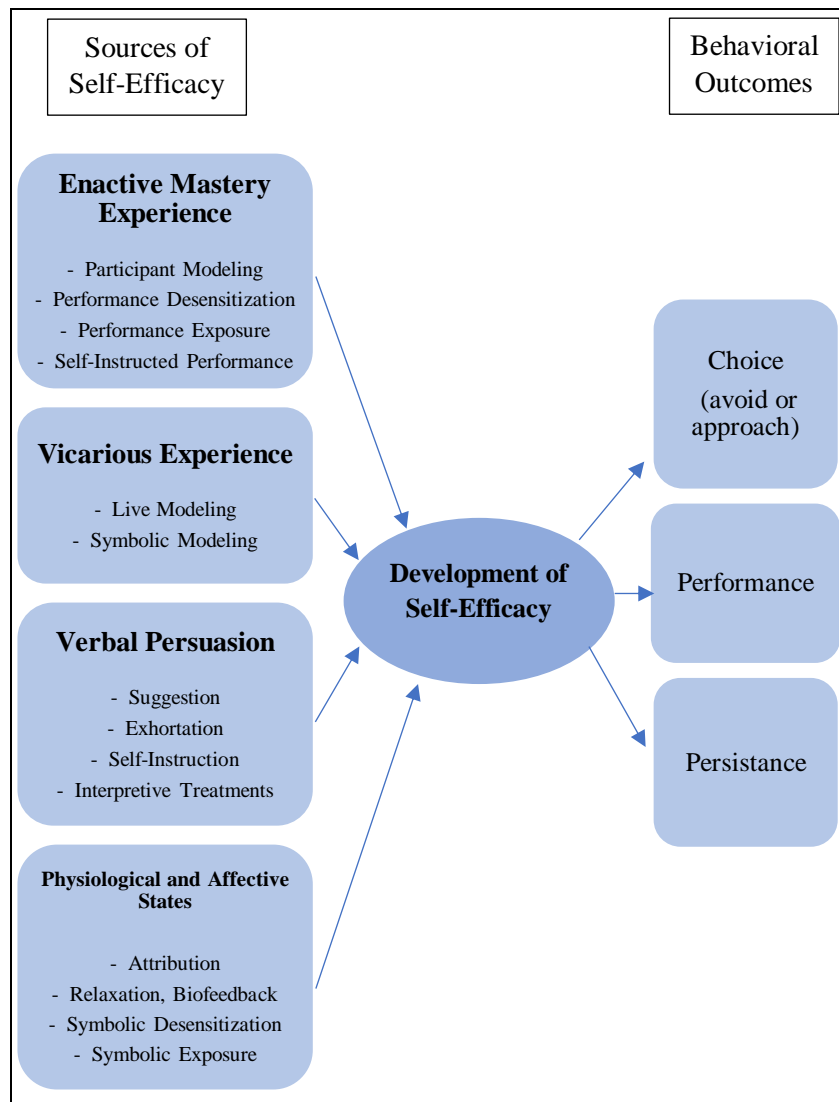 Sources of
Self-Efficacy
Behavioral
Outcomes
Enactive Mastery
Experience
- Participant Modeling
- Performance Desensitization
- Performance Exposure
- Self-Instructed Performance
Vicarious Experience
- Live Modeling
- Symbolic Modeling
Verbal Persuasion
- Suggestion
- Exhortation
- Self-Instruction
- Interpretive Treatments
Physiological and Affective
States
- Attribution
- Relaxation, Biofeedback
- Symbolic Desensitization
- Symbolic Exposure
Development of
Self-Efficacy
Choice
(avoid or
approach)
Performance
Persistance